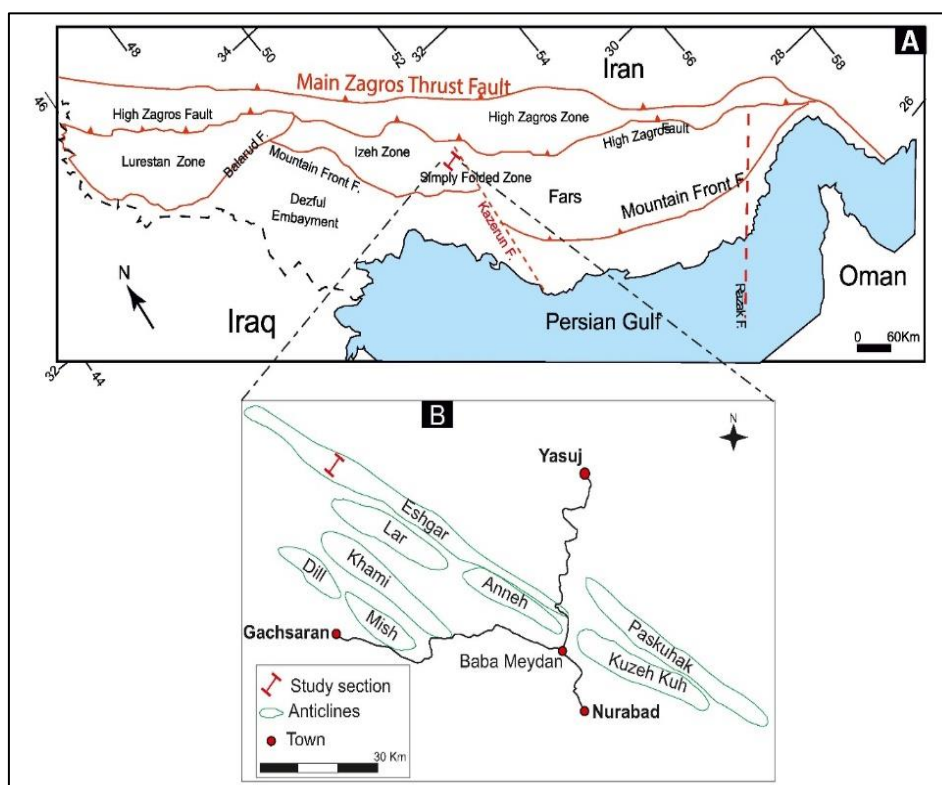 A
48
34
50
52
32
54
30
56
28
58
Iran
46
26
Main Zagros Thrust Fault
High Zagros Fault
High Zagros Zone
High Zagros Fault
Lurestan Zone
Balarud F.
Izeh Zone
Mountain Front F.
Simply Folded Zone
Dezful
Embayment
Fars
Mountain Front F.
Kazerun F.
N
Iraq
Persian Gulf
Razak F.
Oman
0 60Km
32
44
B
N
Yasuj
Eshgar
Lar
Khami
Dill
Anneh
Mish
Gachsaran
Paskuhak
Baba Meydan
Kuzeh Kuh
Study section
Anticlines
Town
Nurabad
30 Km